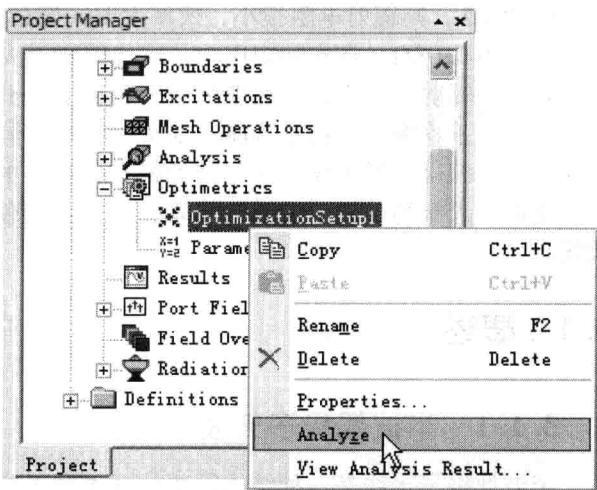 Project Manager
Boundaries
Excitations
Mesh Operations
Analysis
Optimetrics
OptimizationSetup1
X=1
Y=2
Parame
Results
Port Fiel
Field Ove
Radiation
Definitions
Project
Copy Ctrl+C
Paste Ctrl+V
Rename F2
Delete Delete
Properties...
Analyze
View Analysis Result...